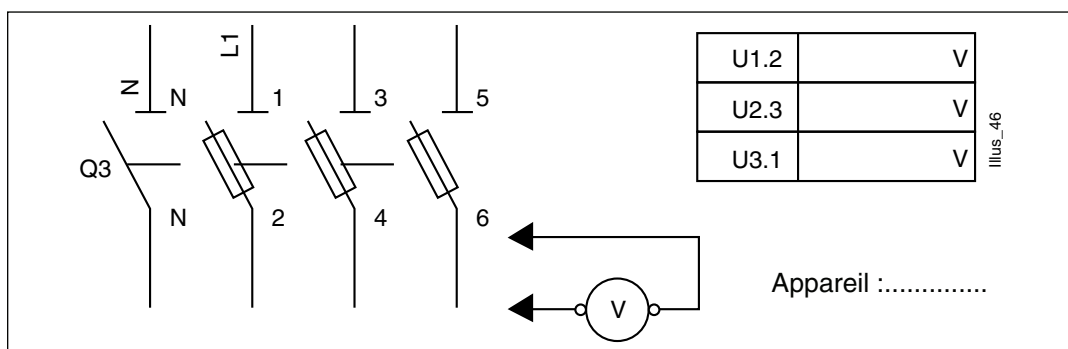 N
L1
N
1
3
5
Q3
N
2
4
6
V
U1.2 V
U2.3 V
U3.1 V
Illus_46
Appareil :..............